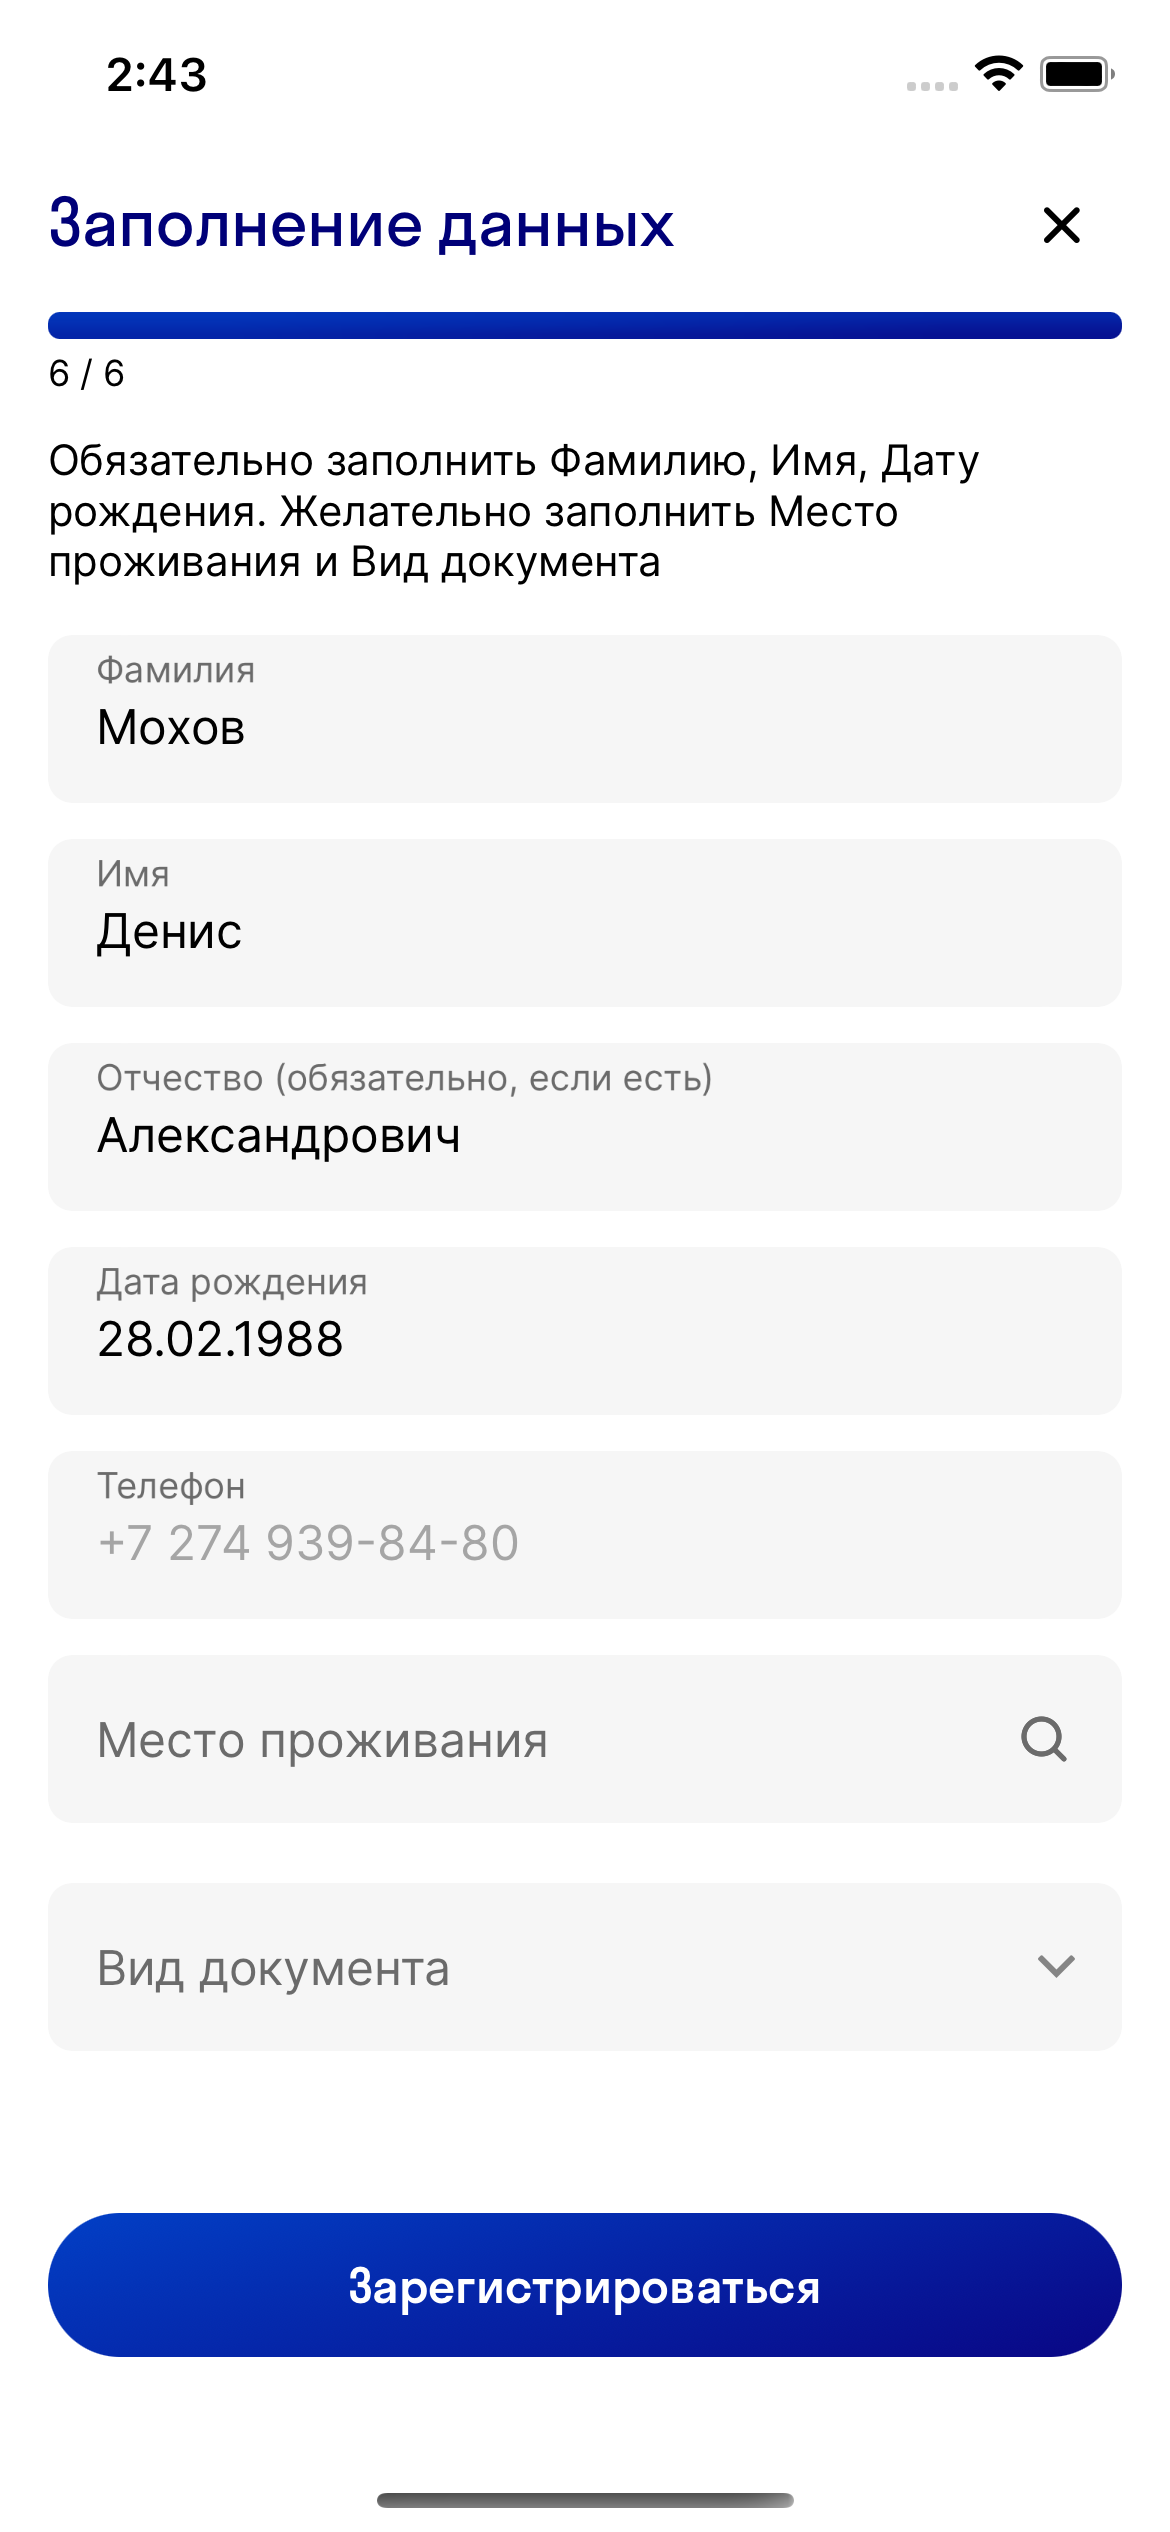 2:43
Заполнение данных
6 / 6
Обязательно заполнить Фамилию, Имя, Дату
рождения. Желательно заполнить Место
проживания и Вид документа
Фамилия
Мохов
Имя
Денис
Отчество (обязательно, если есть)
Александрович
Дата рождения
28.02.1988
Телефон
+7 274 939-84-80
Место проживания
Вид документа
Зарегистрироваться